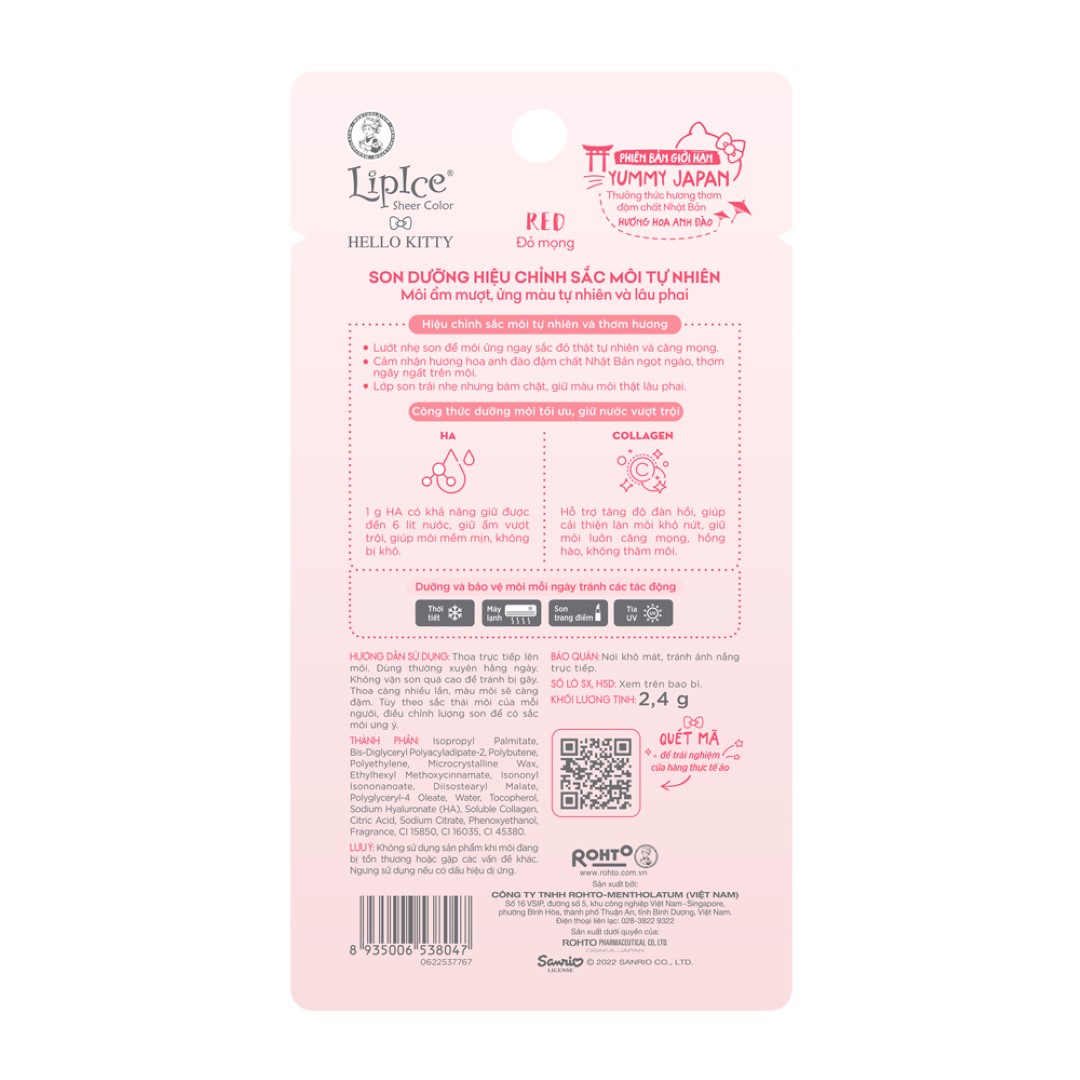 MENTHOLATUM
LipIce®
Sheer Color
HELLO KITTY
RED
Đỏ mọng
PHIÊN BẢN GIỚI HẠN
YUMMY JAPAN
Thưởng thức hương thơm
đậm chất Nhật Bản
HƯƠNG HOA ANH ĐÀO
SON DƯỠNG HIỆU CHỈNH SẮC MÔI TỰ NHIÊN
Môi ẩm mượt, ửng màu tự nhiên và lâu phai
Hiệu chỉnh sắc môi tự nhiên và thơm hương
• Lướt nhẹ son để môi ửng ngay sắc đỏ thật tự nhiên và căng mọng.
• Cảm nhận hương hoa anh đào đậm chất Nhật Bản ngọt ngào, thơm
ngây ngất trên môi.
• Lớp son trải nhẹ nhưng bám chặt, giữ màu môi thật lâu phai.
Công thức dưỡng môi tối ưu, giữ nước vượt trội
HA
1 g HA có khả năng giữ được
đến 6 lít nước, giữ ẩm vượt
trội, giúp môi mềm mịn, không
bị khô.
COLLAGEN
C
Hỗ trợ tăng độ đàn hồi, giúp
cải thiện làn môi khô nứt, giữ
môi luôn căng mọng, hồng
hào, không thâm môi.
Dưỡng và bảo vệ môi mỗi ngày tránh các tác động
Thời
tiết
Máy
lạnh
Son
trang điểm
Tia
UV
UV
HƯỚNG DẪN SỬ DỤNG: Thoa trực tiếp lên
môi. Dùng thường xuyên hằng ngày.
Không vặn son quá cao để tránh bị gãy.
Thoa càng nhiều lần, màu môi sẽ càng
đậm. Tùy theo sắc thái môi của mỗi
người, điều chỉnh lượng son để có sắc
môi ưng ý.
THÀNH PHẦN: Isopropyl Palmitate,
Bis-Diglyceryl Polyacyladipate-2, Polybutene,
Polyethylene, Microcrystalline Wax,
Ethylhexyl Methoxycinnamate, Isononyl
Isononanoate, Diisostearyl Malate,
Polyglyceryl-4 Oleate, Water, Tocopherol,
Sodium Hyaluronate (HA), Soluble Collagen,
Citric Acid, Sodium Citrate, Phenoxyethanol,
Fragrance, CI 15850, CI 16035, CI 45380.
LƯU Ý: Không sử dụng sản phẩm khi môi đang
bị tổn thương hoặc gặp các vấn đề khác.
Ngưng sử dụng nếu có dấu hiệu dị ứng.
8 935006 538047
0622537767
BẢO QUẢN: Nơi khô mát, tránh ánh nắng
trực tiếp.
SỐ LÔ SX, HSD: Xem trên bao bì.
KHỐI LƯỢNG TỊNH: 2,4 g
QUÉT MÃ
để trải nghiệm
cửa hàng thực tế ảo
ROHTO
www.rohto.com.vn
Sản xuất bởi:
CÔNG TY TNHH ROHTO-MENTHOLATUM (VIỆT NAM)
Số 16 VSIP, đường số 5, khu công nghiệp Việt Nam-Singapore,
phường Bình Hòa, thành phố Thuận An, tỉnh Bình Dương, Việt Nam.
Điện thoại liên lạc: 028-3822 9322
Sản xuất dưới quyền của:
ROHTO PHARMACEUTICAL CO., LTD.
OSAKA, JAPAN
Sanrio © 2022 SANRIO CO., LTD.
LICENSE